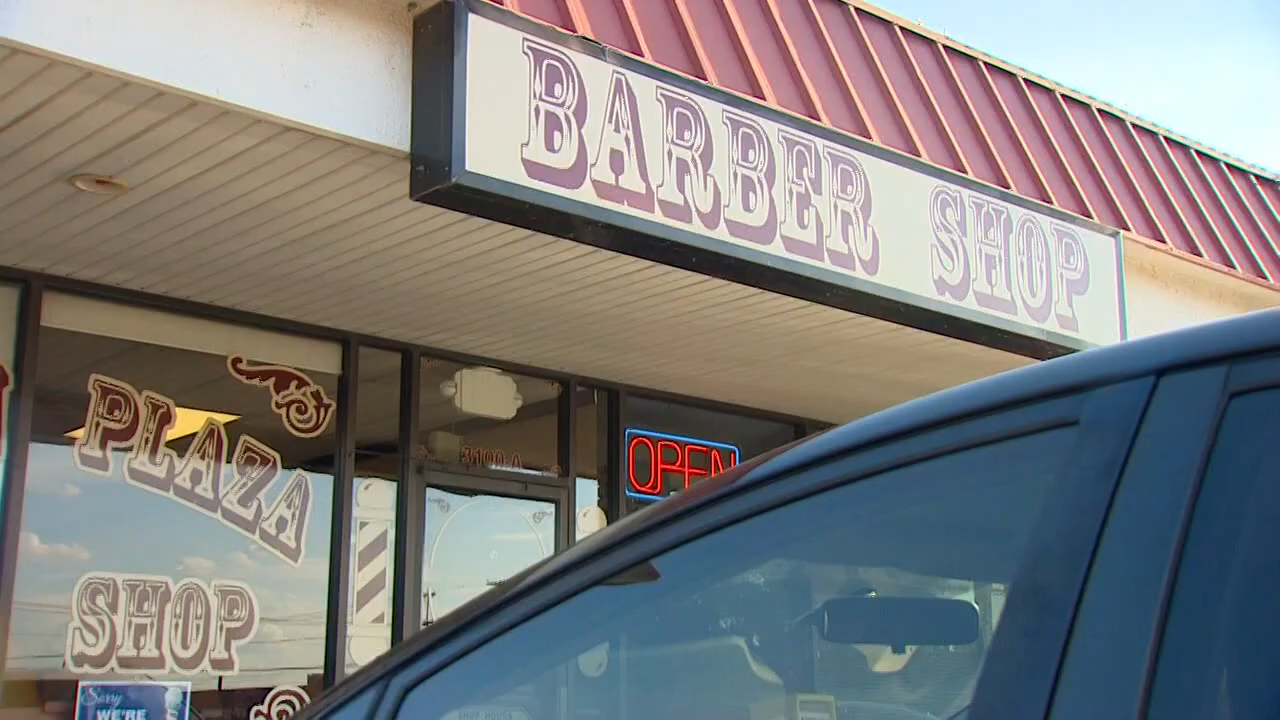 BARBER SHOP
PLAZA
3100-A
OPEN
SHOP
Sorry
WE'RE